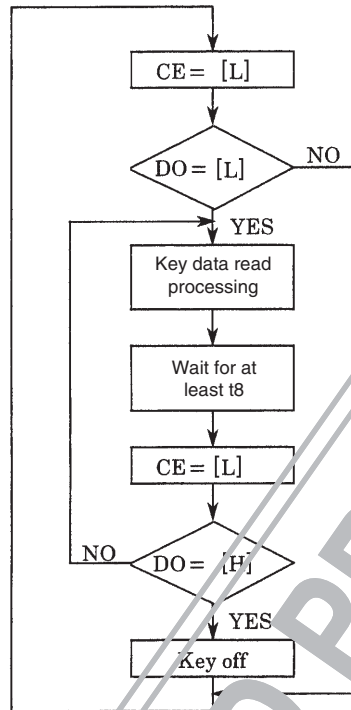 CE = [L]
DO = [L]
NO
YES
Key data read
processing
Wait for at
least t8
CE = [L]
NO
DO = [H]
YES
Key off